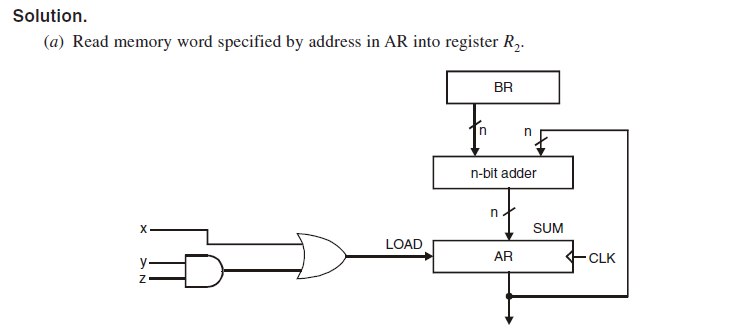 Solution.
(a) Read memory word specified by address in AR into register R₂.
BR
n
n
n-bit adder
n
SUM
x
LOAD
AR
CLK
y
z